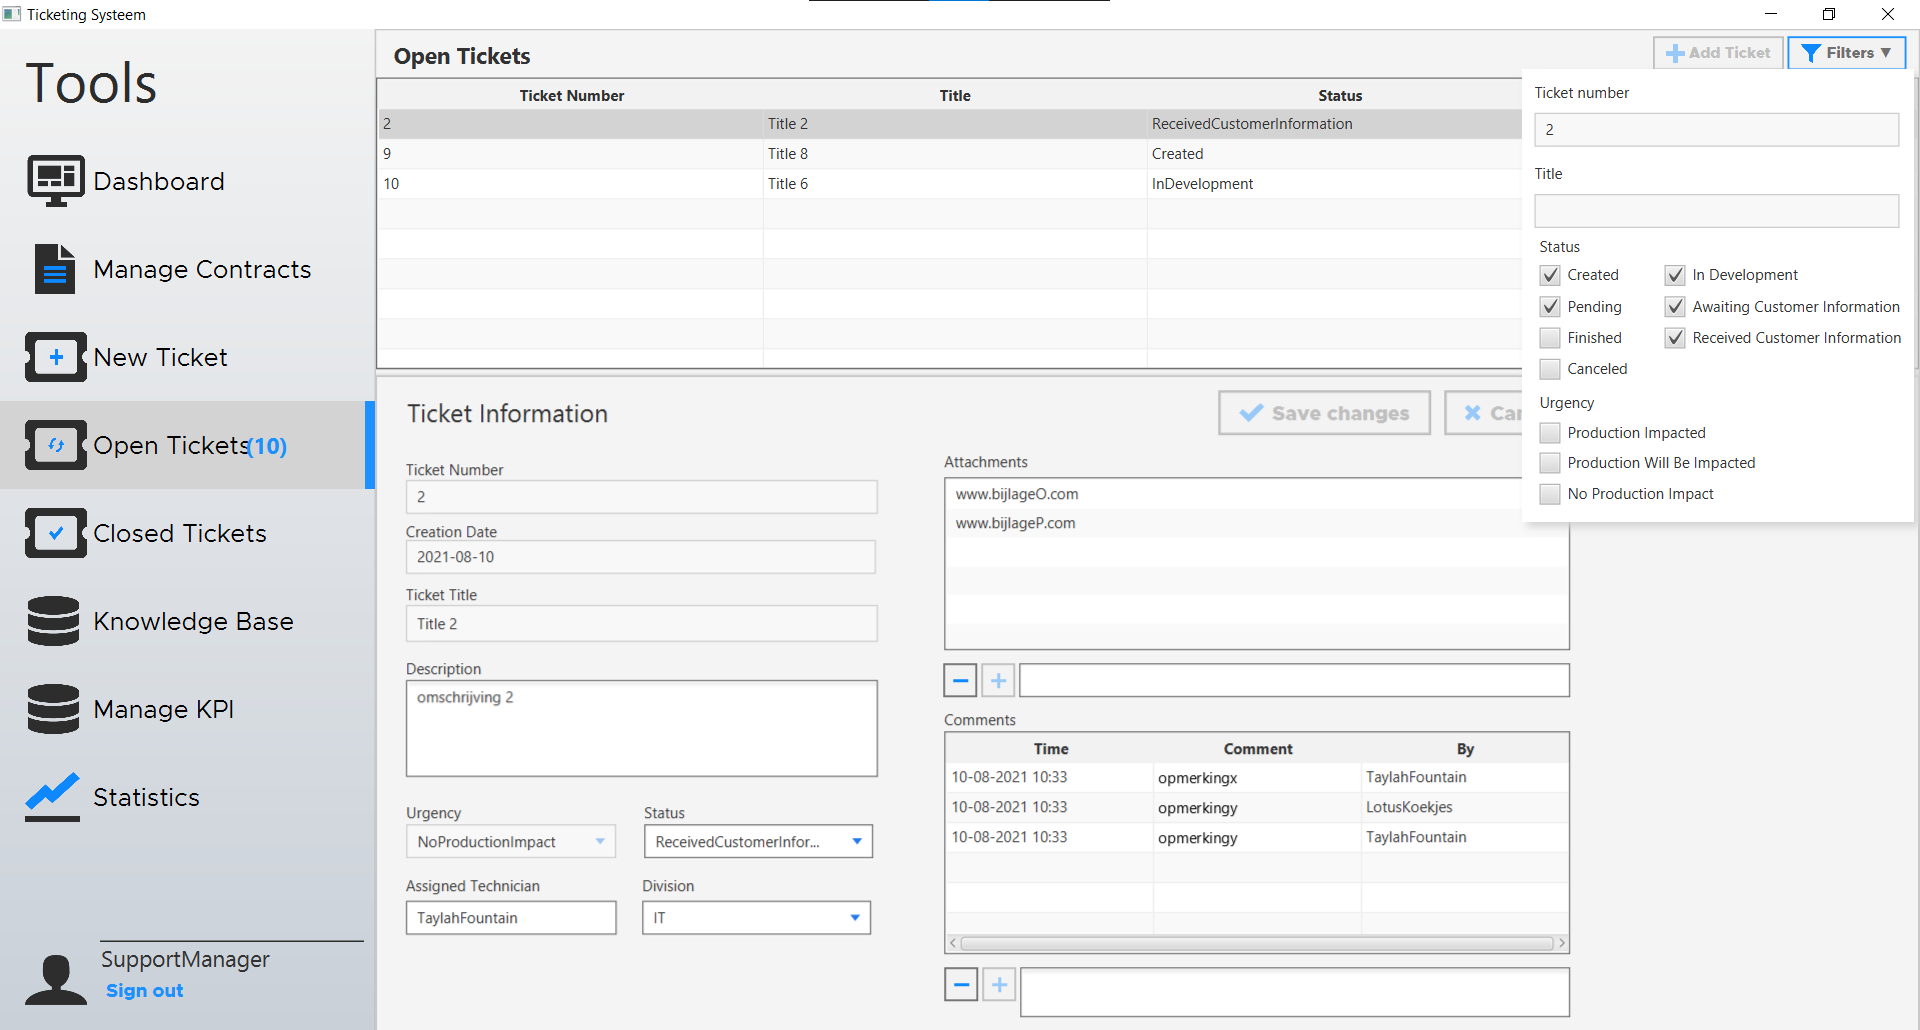 Ticketing Systeem
Tools
Dashboard
Manage Contracts
New Ticket
Open Tickets(10)
Closed Tickets
Knowledge Base
Manage KPI
Statistics
SupportManager
Sign out
Open Tickets
Add Ticket
Filters ▼
Ticket Number Title Status
2 Title 2 ReceivedCustomerInformation
9 Title 8 Created
10 Title 6 InDevelopment
Ticket number
2
Title
Status
Created In Development
Pending Awaiting Customer Information
Finished Received Customer Information
Canceled
Urgency
Production Impacted
Production Will Be Impacted
No Production Impact
Ticket Information
Save changes
Can
Ticket Number
2
Creation Date
2021-08-10
Ticket Title
Title 2
Description
omschrijving 2
Urgency Status
NoProductionImpact ReceivedCustomerInfor...
Assigned Technician Division
TaylahFountain IT
Attachments
www.bijlageO.com
www.bijlageP.com
Comments
Time Comment By
10-08-2021 10:33 opmerkingx TaylahFountain
10-08-2021 10:33 opmerkingy LotusKoekjes
10-08-2021 10:33 opmerkingy TaylahFountain